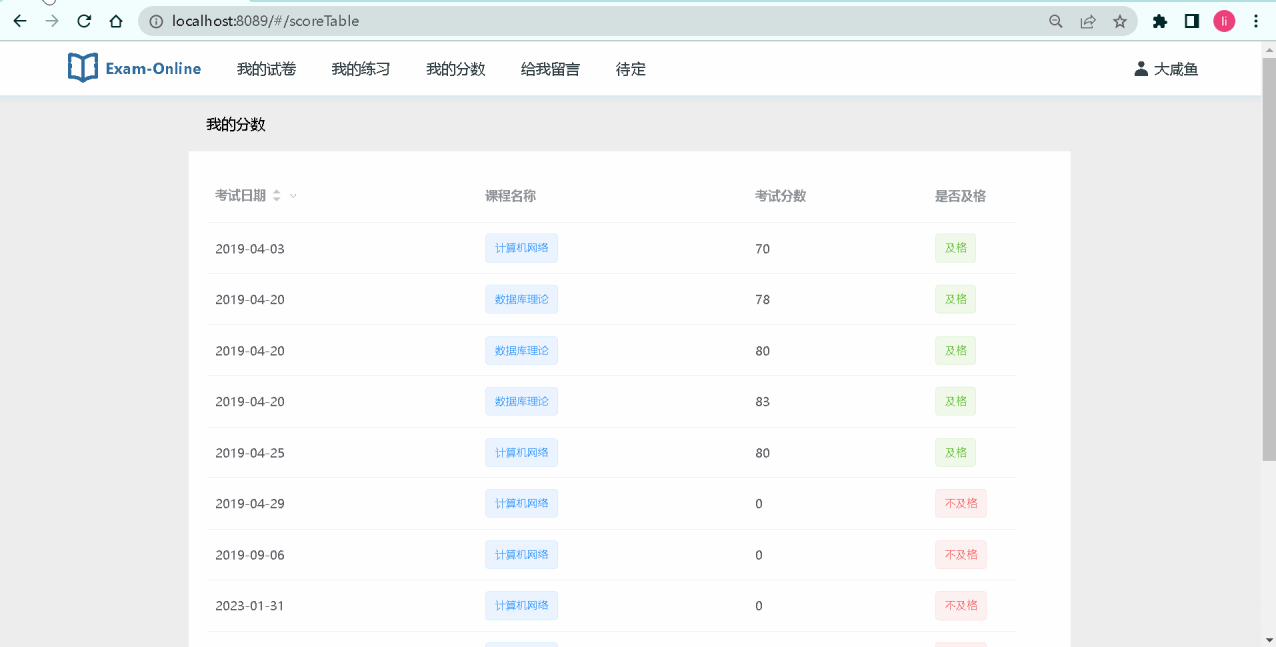 localhost:8089/#/scoreTable
li
Exam-Online 我的试卷 我的练习 我的分数 给我留言 待定 大咸鱼
我的分数
考试日期 课程名称 考试分数 是否及格
2019-04-03 计算机网络 70 及格
2019-04-20 数据库理论 78 及格
2019-04-20 数据库理论 80 及格
2019-04-20 数据库理论 83 及格
2019-04-25 计算机网络 80 及格
2019-04-29 计算机网络 0 不及格
2019-09-06 计算机网络 0 不及格
2023-01-31 计算机网络 0 不及格